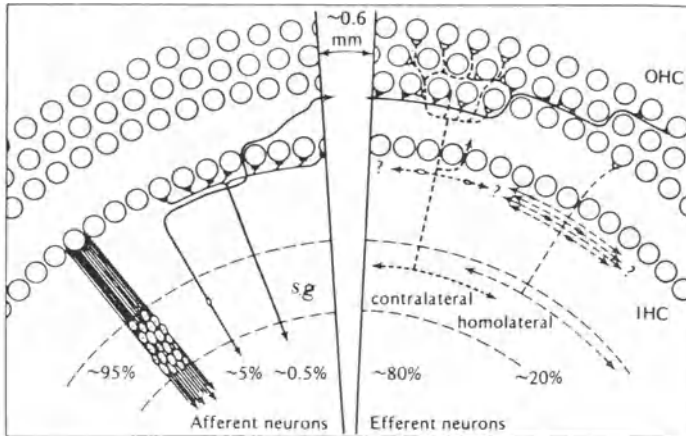 ~0.6
mm
OHC
?
?
?
sg
contralateral
homolateral
IHC
~95%
~5%
~0.5%
~80%
~20%
Afferent neurons
Efferent neurons